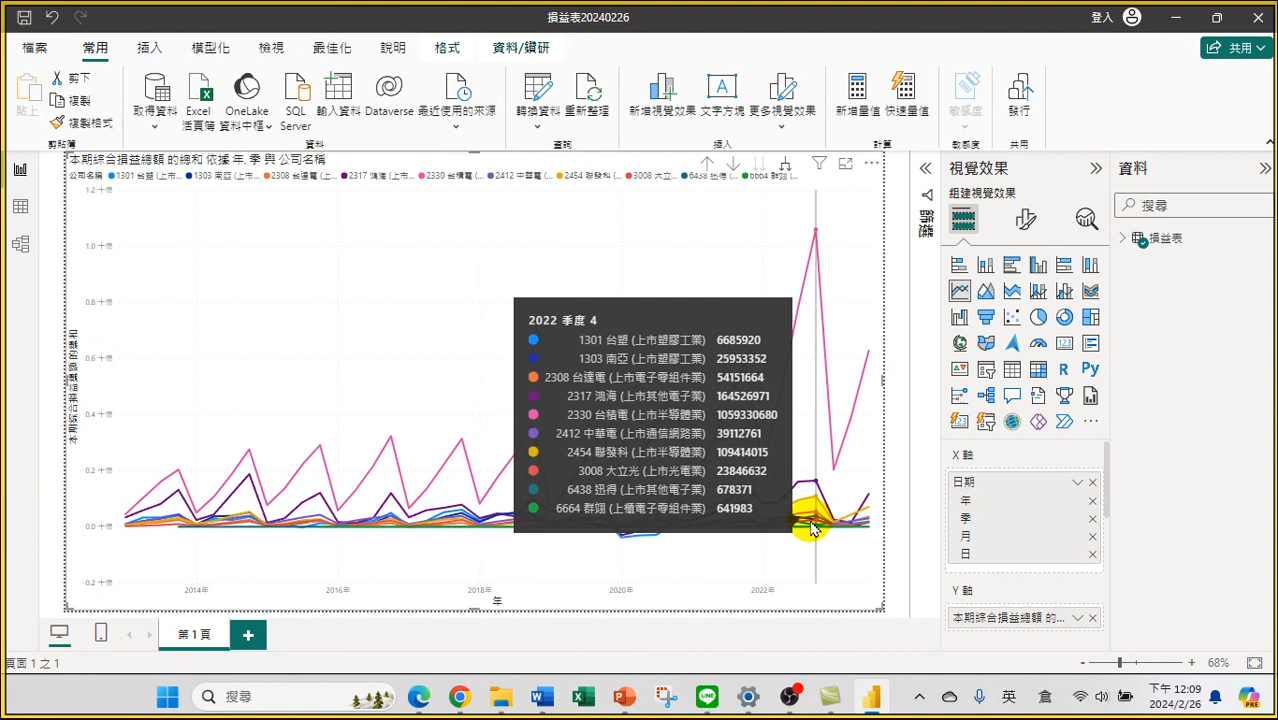 損益表20240226
登入
檔案 常用 插入 模型化 檢視 最佳化 說明 格式 資料/鑽研
共用
貼上
剪下
複製
複製格式
剪貼簿
取得資料
Excel 活頁簿
OneLake 資料中樞
SQL Server
輸入資料
Dataverse
最近使用的來源
資料
轉換資料
重新整理
查詢
新增視覺效果
文字方塊
更多視覺效果
插入
新增量值
快速量值
計算
敏感度
敏感度
發行
共用
本期綜合損益總額 的總和 依據 年, 季 與 公司名稱
公司名稱 1301 台塑 (上市... 1303 南亞 (上市... 2308 台達電 (上... 2317 鴻海 (上市... 2330 台積電 (... 2412 中華電 (... 2454 聯發科 (... 3008 大立光 (上... 6438 迅得 (上... 6664 群翊 (上...
1.2 十億
1.0 十億
0.8 十億
0.6 十億
0.4 十億
0.2 十億
0.0 十億
-0.2 十億
本期綜合損益總額 的總和
2014年 2016年 2018年 2020年 2022年
年
2022 季度 4
1301 台塑 (上市塑膠工業) 6685920
1303 南亞 (上市塑膠工業) 25953352
2308 台達電 (上市電子零組件業) 54151664
2317 鴻海 (上市其他電子業) 164526971
2330 台積電 (上市半導體業) 1059330680
2412 中華電 (上市通信網路業) 39112761
2454 聯發科 (上市半導體業) 109414015
3008 大立光 (上市光電業) 23846632
6438 迅得 (上市其他電子業) 678371
6664 群翊 (上櫃電子零組件業) 641983
篩選
視覺效果
組建視覺效果
R
Py
X 軸
日期
年
季
月
日
Y 軸
本期綜合損益總額 的...
資料
搜尋
損益表
第 1 頁
頁面 1 之 1
68%
搜尋
英
下午 12:09
2024/2/26
PRE